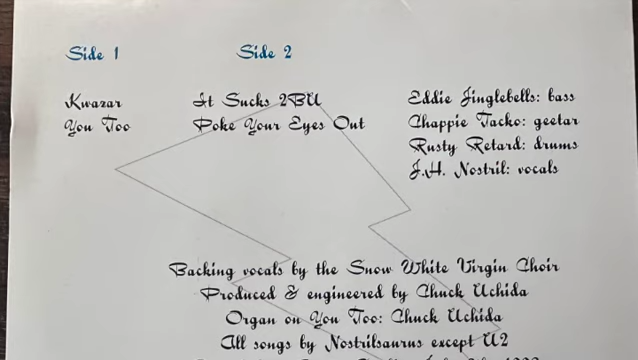 Side 1
Kwazar
You Too
Side 2
It Sucks 2BU
Poke Your Eyes Out
Eddie Jinglebells: bass
Chappie Tacko: geetar
Rusty Retard: drums
J.H. Nostril: vocals
Backing vocals by the Snow White Virgin Choir
Produced & engineered by Chuck Uchida
Organ on You Too: Chuck Uchida
All songs by Nostrilsaurus except U2